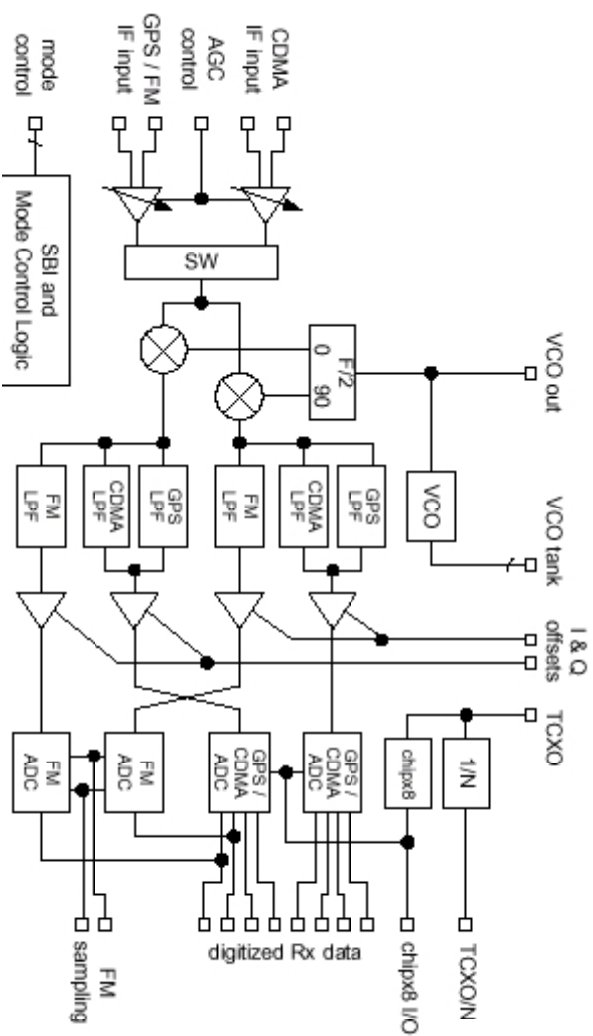 CDMA
IF input
AGC
control
GPS / FM
IF input
mode
control
SBI and
Mode Control Logic
SW
F/2
0
90
VCO out
VCO
VCO tank
GPS
LPF
CDMA
LPF
FM
LPF
GPS
LPF
CDMA
LPF
FM
LPF
I & Q
offsets
TCXO
1/N
chipx8
GPS /
CDMA
ADC
GPS /
CDMA
ADC
FM
ADC
FM
ADC
TCXO/N
chipx8 I/O
digitized Rx data
FM
sampling